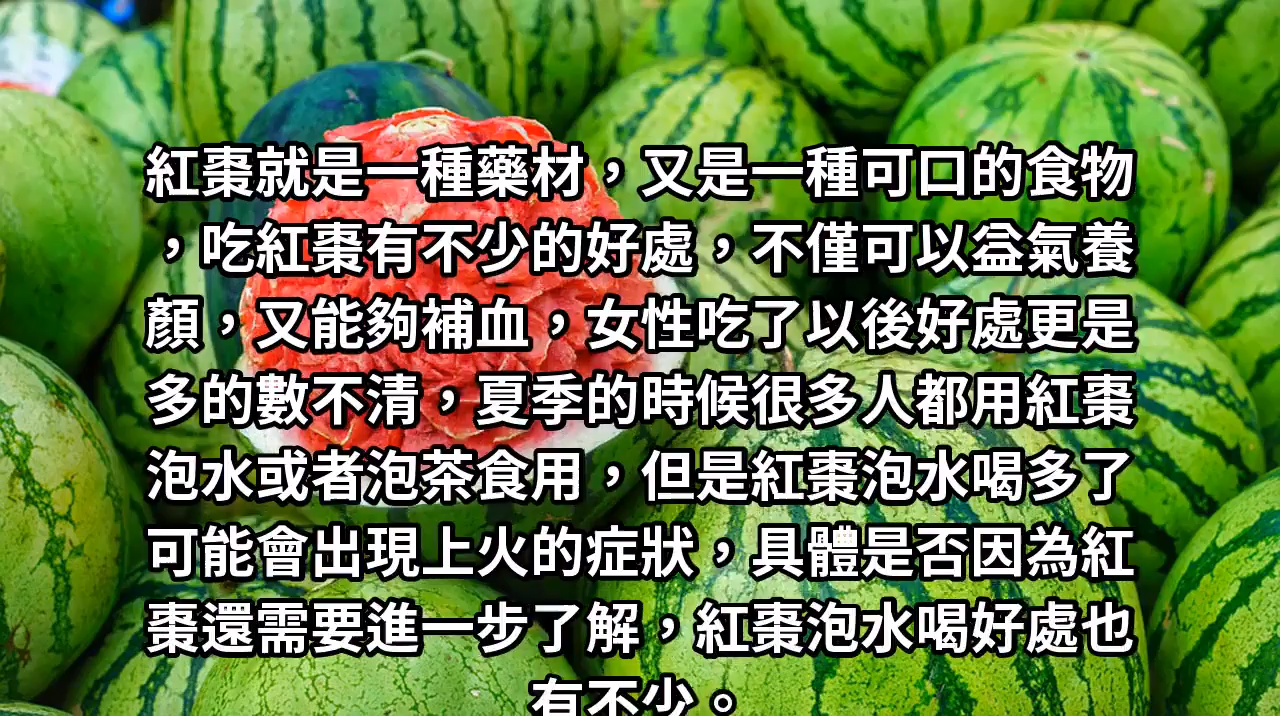 紅棗就是一種藥材，又是一種可口的食物
，吃紅棗有不少的好處，不僅可以益氣養
顏，又能夠補血，女性吃了以後好處更是
多的數不清，夏季的時候很多人都用紅棗
泡水或者泡茶食用，但是紅棗泡水喝多了
可能會出現上火的症狀，具體是否因為紅
棗還需要進一步了解，紅棗泡水喝好處也
有不少。